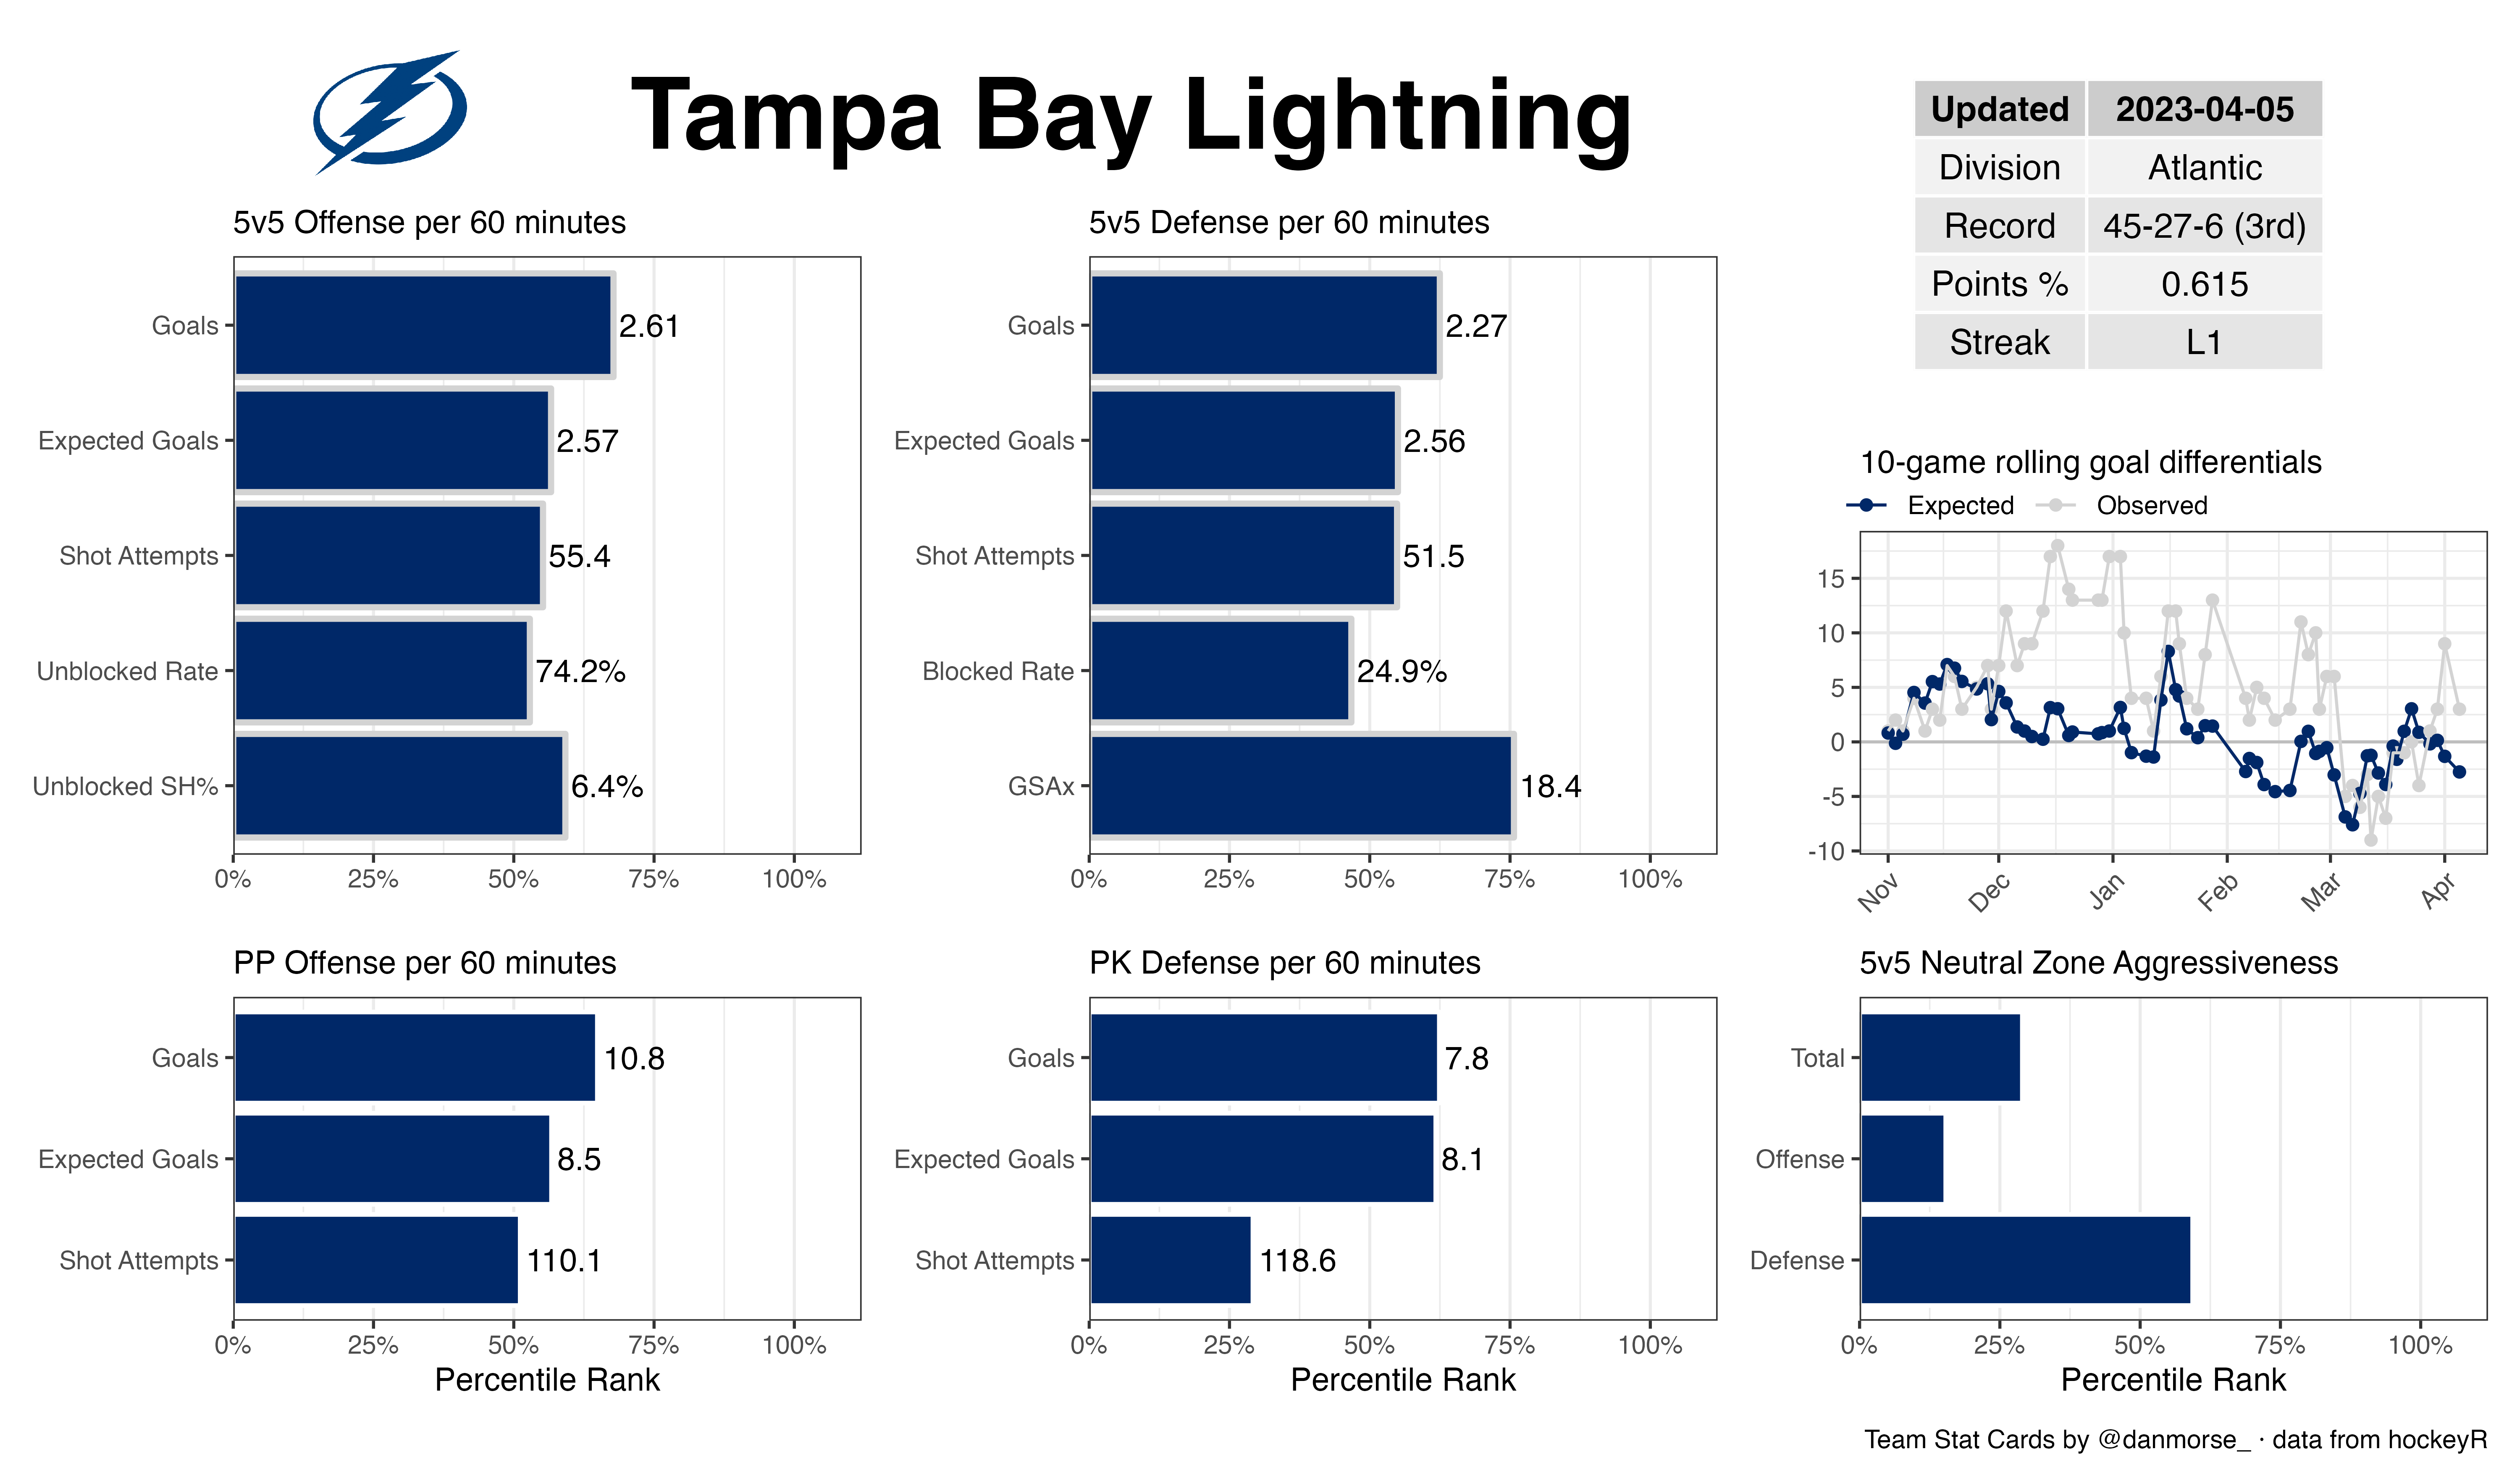 Tampa Bay Lightning
Updated 2023-04-05
Division Atlantic
Record 45-27-6 (3rd)
Points % 0.615
Streak L1
5v5 Offense per 60 minutes
Goals 2.61
Expected Goals 2.57
Shot Attempts 55.4
Unblocked Rate 74.2%
Unblocked SH% 6.4%
0% 25% 50% 75% 100%
5v5 Defense per 60 minutes
Goals 2.27
Expected Goals 2.56
Shot Attempts 51.5
Blocked Rate 24.9%
GSAx 18.4
0% 25% 50% 75% 100%
10-game rolling goal differentials
Expected Observed
15
10
5
0
-5
-10
Nov Dec Jan Feb Mar Apr
PP Offense per 60 minutes
Goals 10.8
Expected Goals 8.5
Shot Attempts 110.1
0% 25% 50% 75% 100%
Percentile Rank
PK Defense per 60 minutes
Goals 7.8
Expected Goals 8.1
Shot Attempts 118.6
0% 25% 50% 75% 100%
Percentile Rank
5v5 Neutral Zone Aggressiveness
Total
Offense
Defense
0% 25% 50% 75% 100%
Percentile Rank
Team Stat Cards by @danmorse_ · data from hockeyR